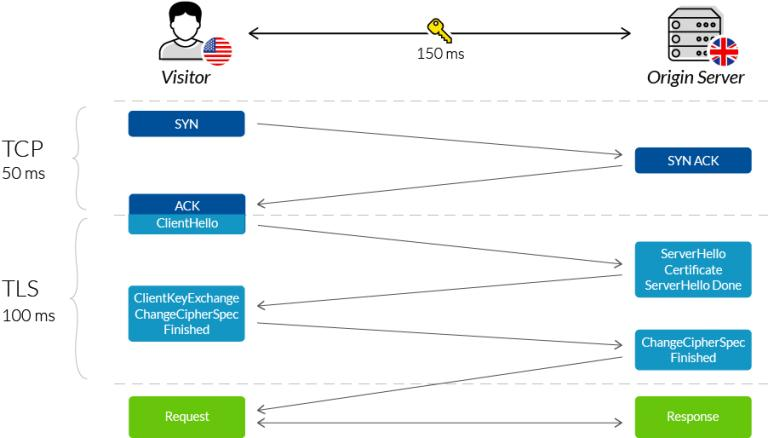 150 ms
Visitor
Origin Server
TCP
50 ms
SYN
SYN ACK
ACK
ClientHello
ServerHello
Certificate
ServerHello Done
TLS
100 ms
ClientKeyExchange
ChangeCipherSpec
Finished
ChangeCipherSpec
Finished
Request
Response